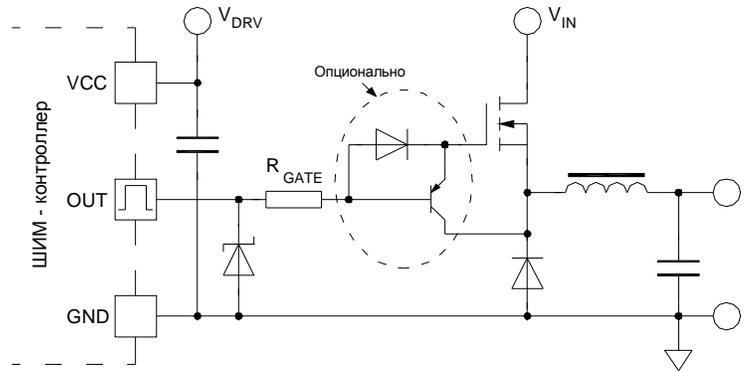 V DRV
V IN
Опционально
VCC
R GATE
OUT
GND
ШИМ - контроллер